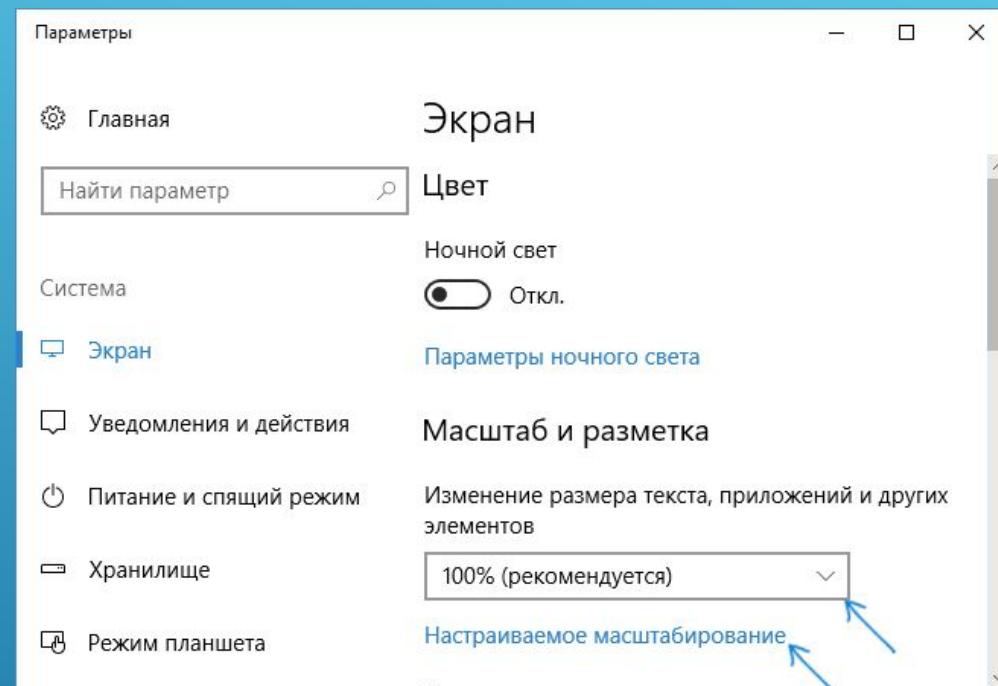 Параметры
Главная
Найти параметр
Система
Экран
Уведомления и действия
Питание и спящий режим
Хранилище
Режим планшета
Экран
Цвет
Ночной свет
Откл.
Параметры ночного света
Масштаб и разметка
Изменение размера текста, приложений и других
элементов
100% (рекомендуется)
Настраиваемое масштабирование